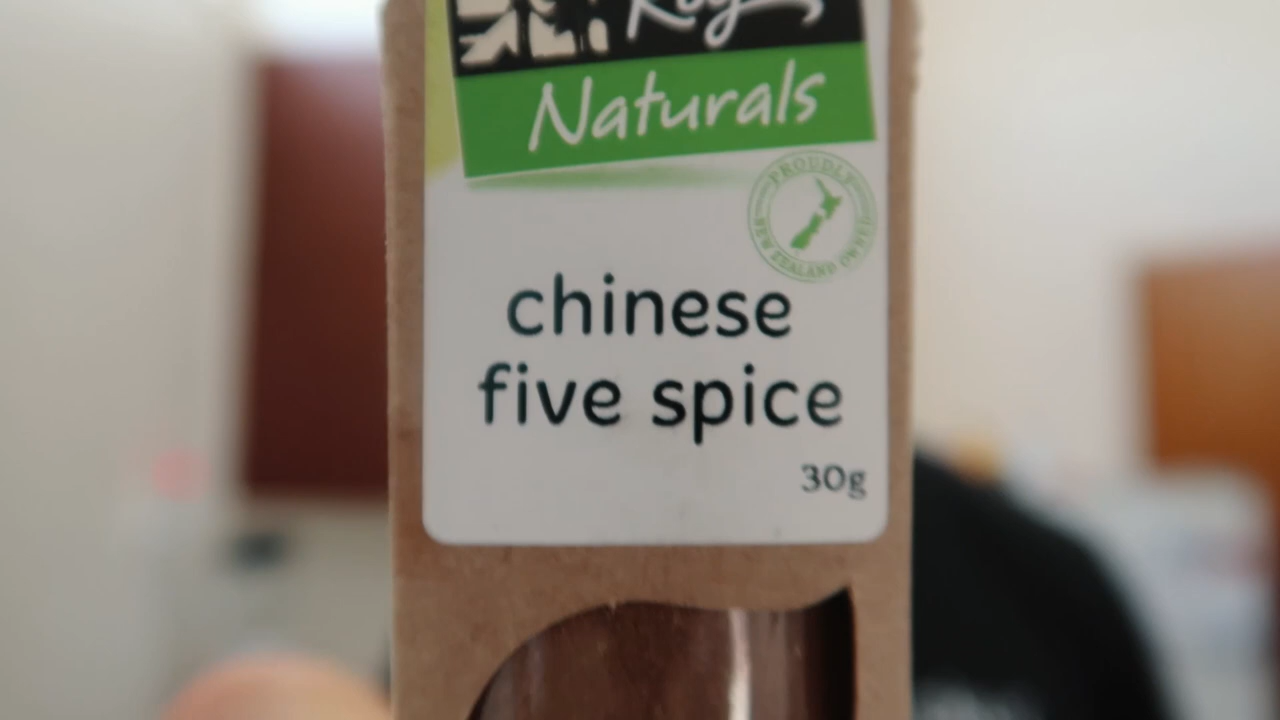 Naturals
PROUDLY
NEW ZEALAND OWNED
chinese
five spice
30g